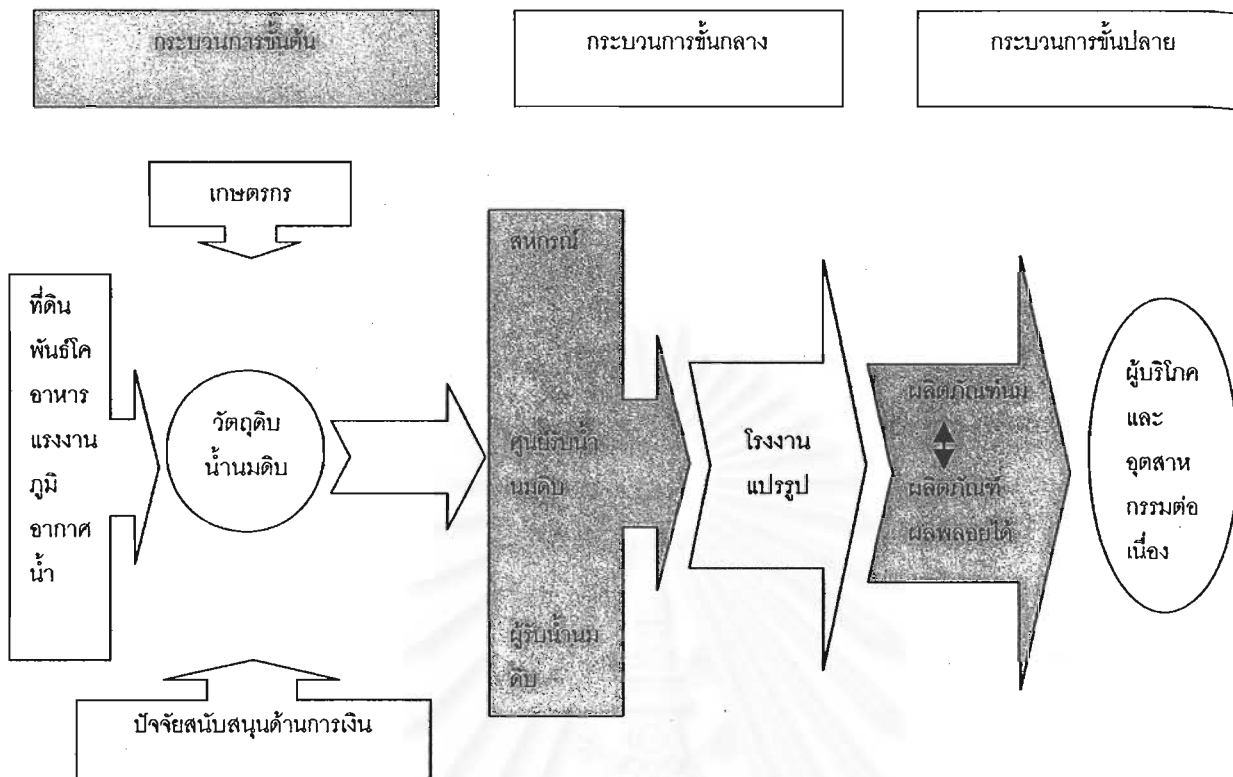 กระบวนการขั้นต้น
กระบวนการขั้นกลาง
กระบวนการขั้นปลาย
เกษตรกร
ที่ดิน
พันธ์โค
อาหาร
แรงงาน
ภูมิ
อากาศ
น้ำ
วัตถุดิบ
น้ำนมดิบ
ปัจจัยสนับสนุนด้านการเงิน
สหกรณ์
ศูนย์รับน้ำ
นมดิบ
ผู้รับน้ำนม
ดิบ
โรงงาน
แปรรูป
ผลิตภัณฑ์นม
ผลิตภัณฑ์
ผลพลอยได้
ผู้บริโภค
และ
อุตสาห
กรรมต่อ
เนื่อง